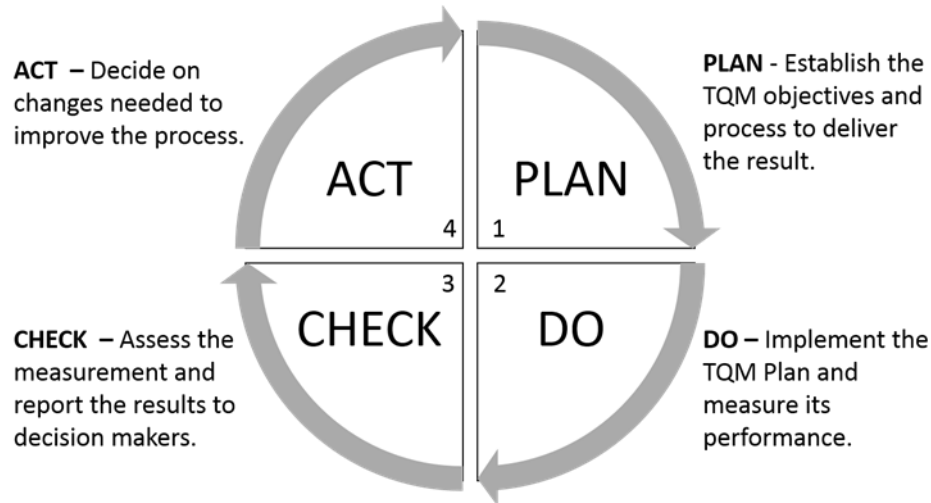 ACT – Decide on
changes needed to
improve the process.
PLAN - Establish the
TQM objectives and
process to deliver
the result.
ACT
PLAN
4
1
3
2
CHECK
DO
CHECK – Assess the
measurement and
report the results to
decision makers.
DO – Implement the
TQM Plan and
measure its
performance.